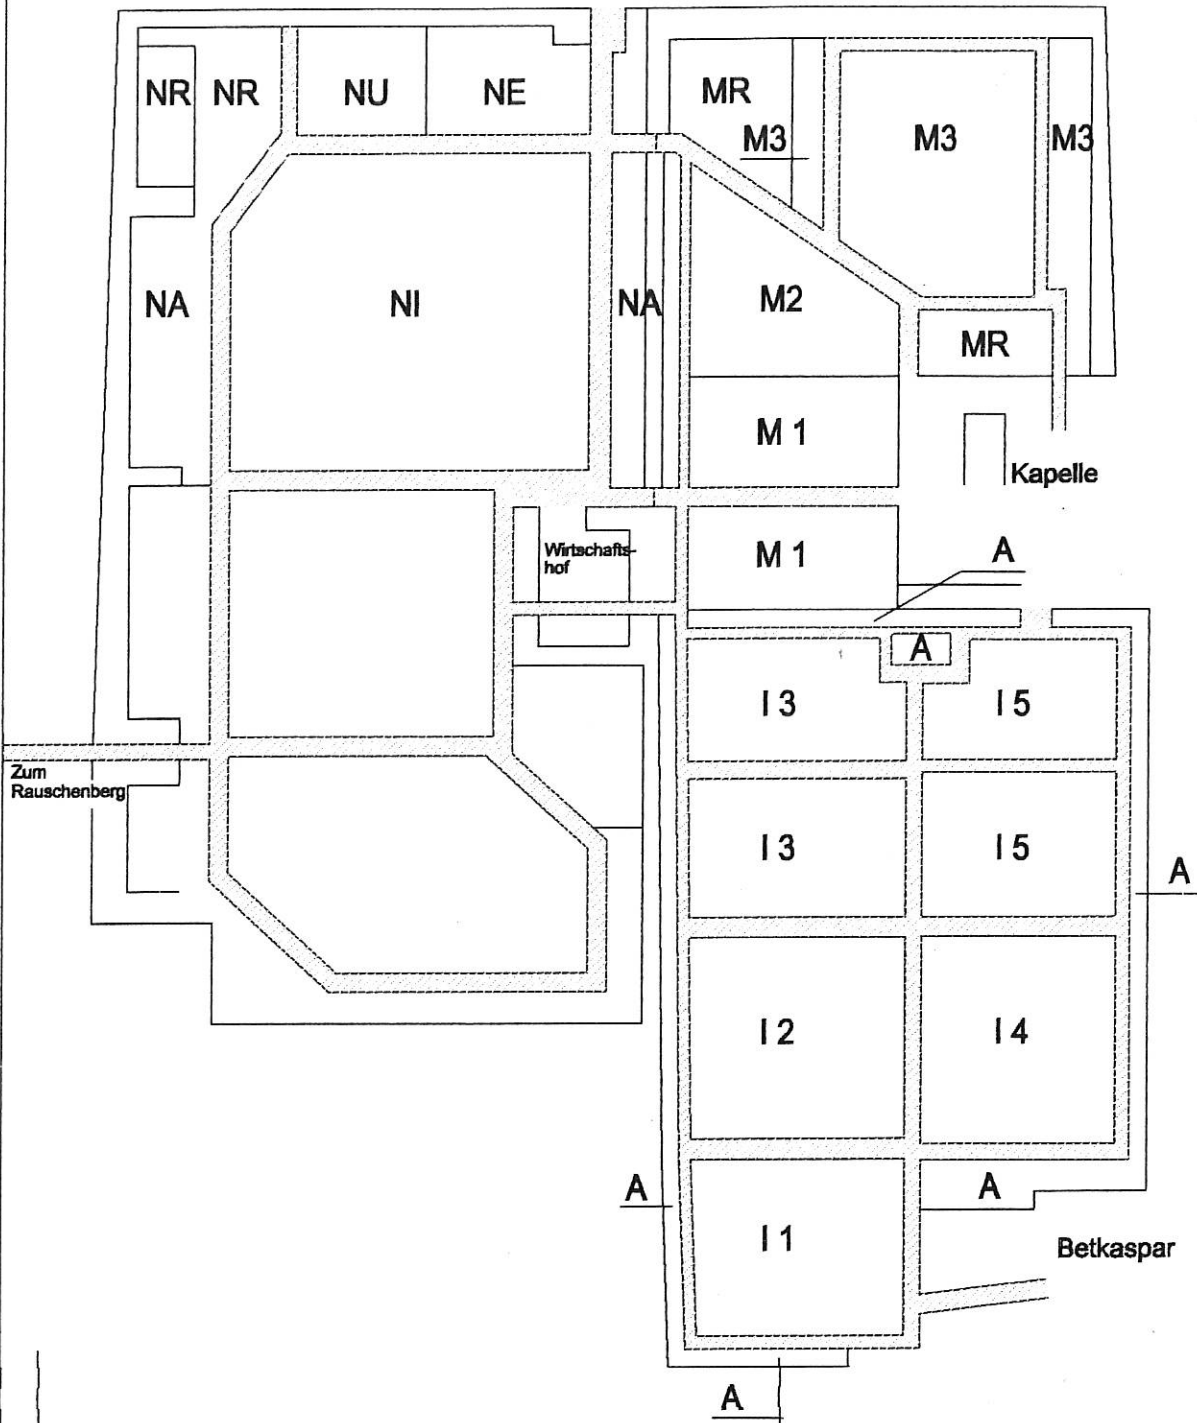 NR NR NU NE MR
M3 M3 M3
NA NI NA M2
MR
M 1
Kapelle
Wirtschafts-
hof
M 1
A
A
I 3 I 5
Zum
Rauschenberg
I 3 I 5
A
I 2 I 4
A
A
I 1
Betkaspar
A